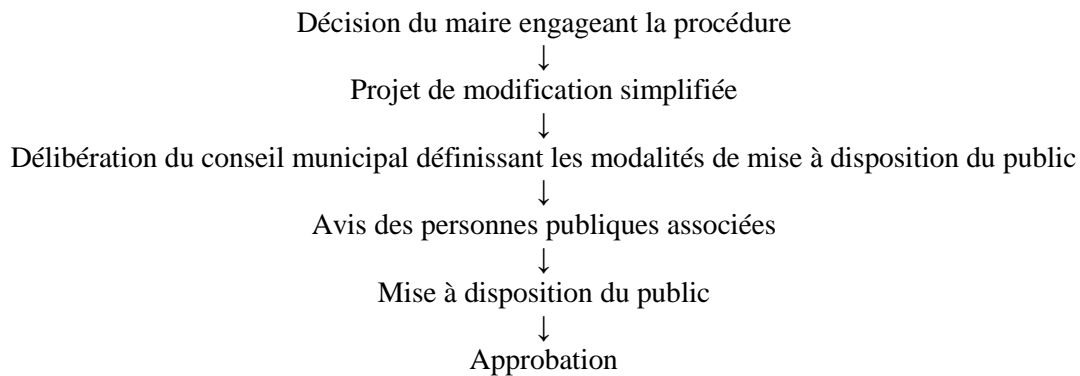 Décision du maire engageant la procédure
↓
Projet de modification simplifiée
↓
Délibération du conseil municipal définissant les modalités de mise à disposition du public
↓
Avis des personnes publiques associées
↓
Mise à disposition du public
↓
Approbation